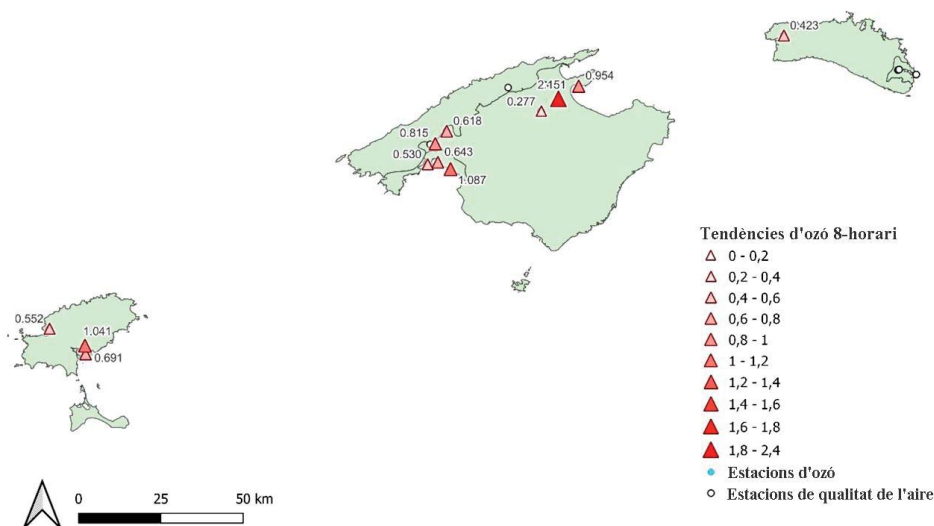 0.423
0.954
2.151
0.277
0.618
0.815
0.643
0.530
1.087
Tendències d'ozó 8-horari
0 - 0,2
0,2 - 0,4
0,4 - 0,6
0,6 - 0,8
0,8 - 1
1 - 1,2
1,2 - 1,4
1,4 - 1,6
1,6 - 1,8
1,8 - 2,4
Estacions d'ozó
Estacions de qualitat de l'aire
0.552
1.041
0.691
0 25 50 km